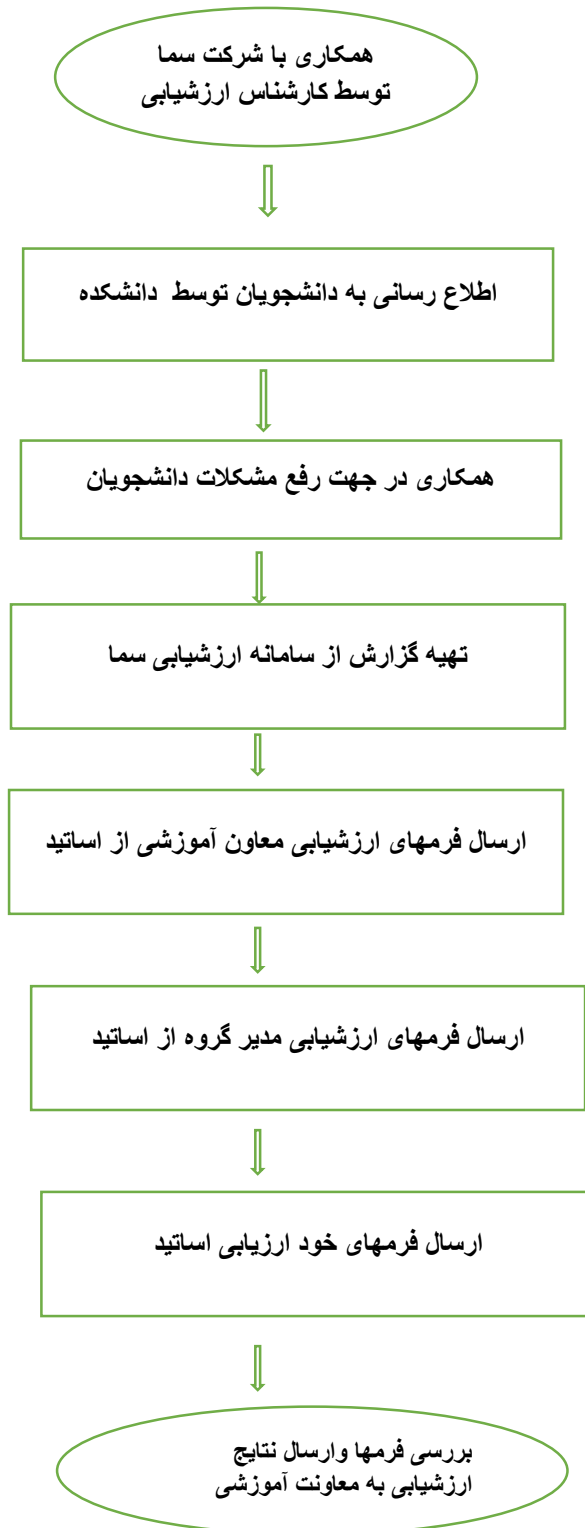 همکاری با شرکت سما
توسط کارشناس ارزشیابی
اطلاع رسانی به دانشجویان توسط دانشکده
همکاری در جهت رفع مشکلات دانشجویان
تهیه گزارش از سامانه ارزشیابی سما
ارسال فرمهای ارزشیابی معاون آموزشی از اساتید
ارسال فرمهای ارزشیابی مدیر گروه از اساتید
ارسال فرمهای خود ارزیابی اساتید
بررسی فرمها وارسال نتایج
ارزشیابی به معاونت آموزشی